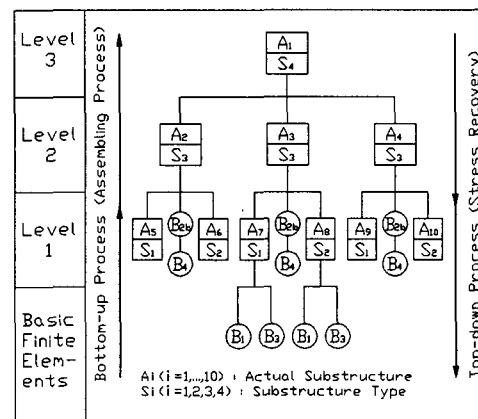 Level
3
Level
2
Level
1
Basic
Finite
Elem-
ents
Bottom-up Process (Assembling Process)
A1
S4
A2
S3
A3
S3
A4
S3
A5
S1
B2b
B4
A6
S2
A7
S1
B2b
B4
A8
S2
A9
S1
B2b
B4
A10
S2
B1
B3
B1
B3
Ai(i=1,...,10) : Actual Substructure
Si(i=1,2,3,4) : Substructure Type
Top-down Process (Stress Recovery)